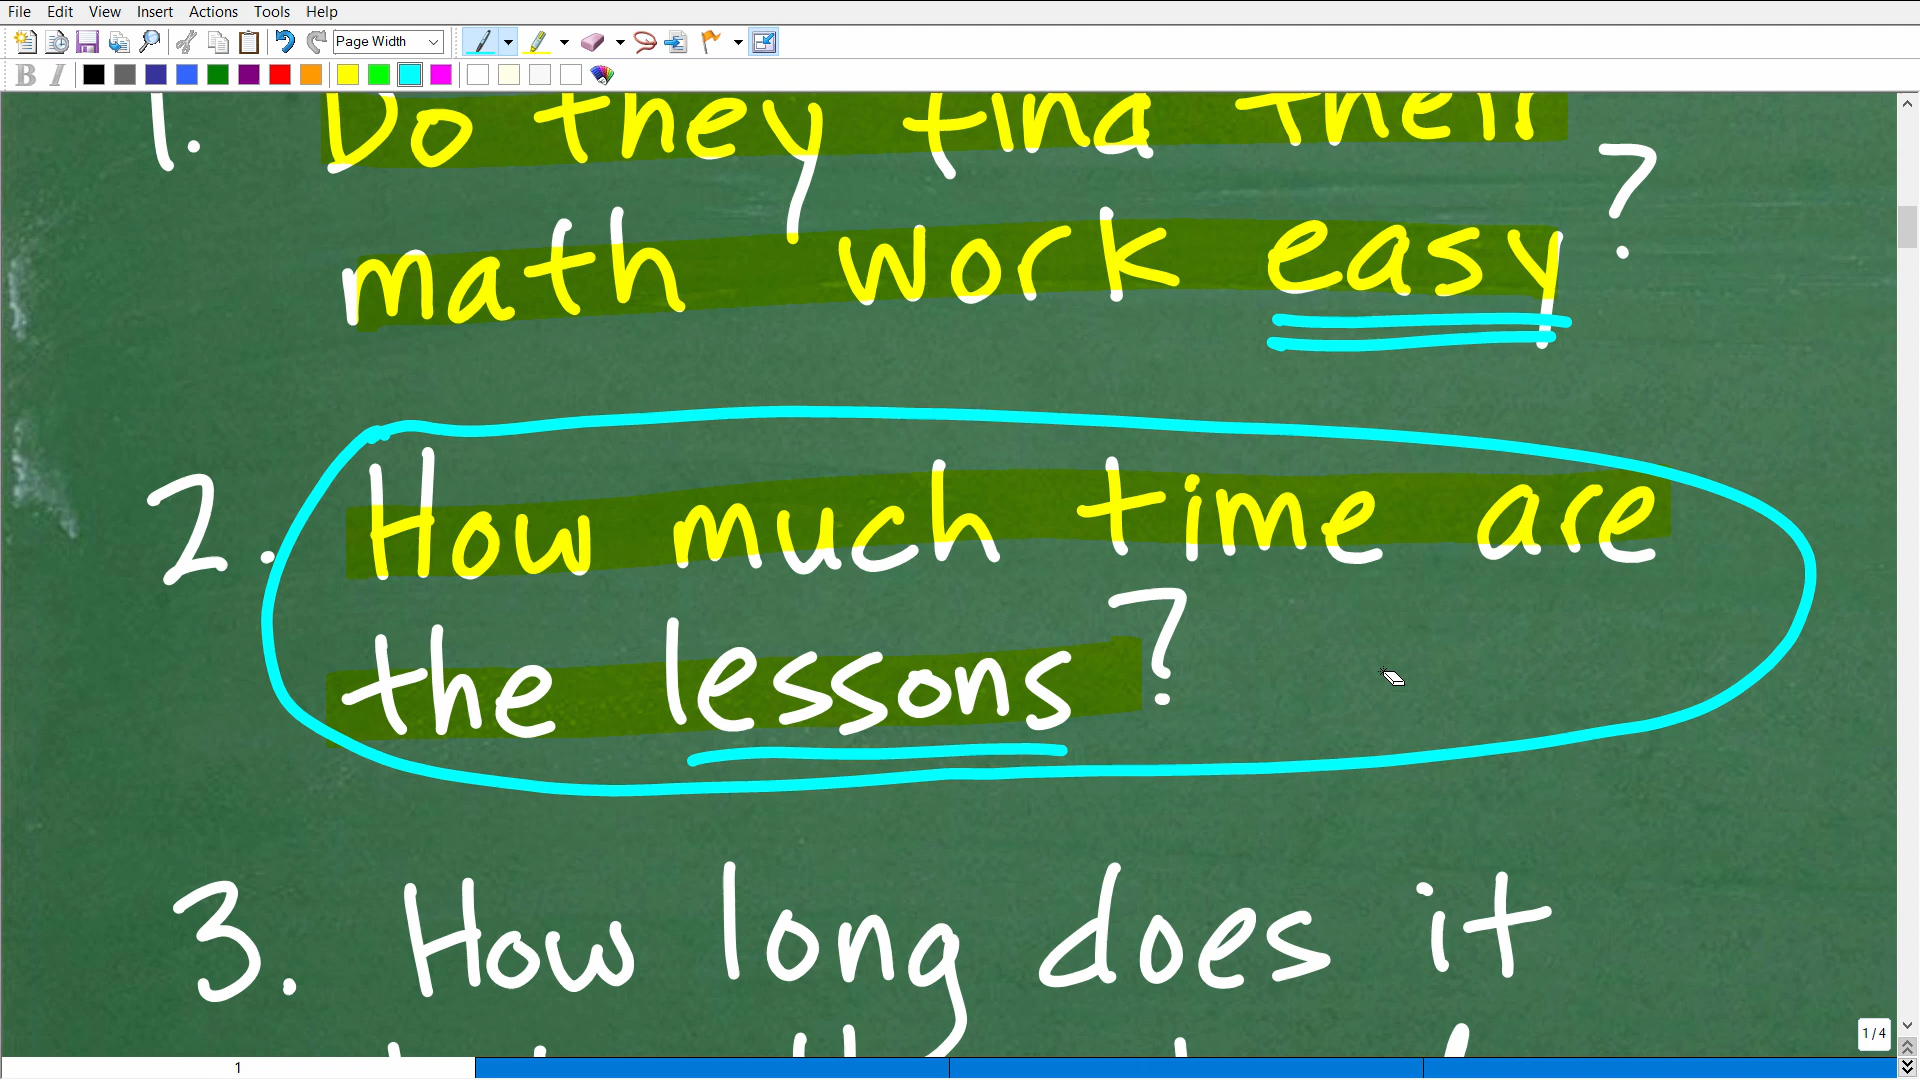 File Edit View Insert Actions Tools Help
Page Width
B I
1. Do they find their
math work easy?
2. How much time are
the lessons?
3. How long does it
1 / 4
1